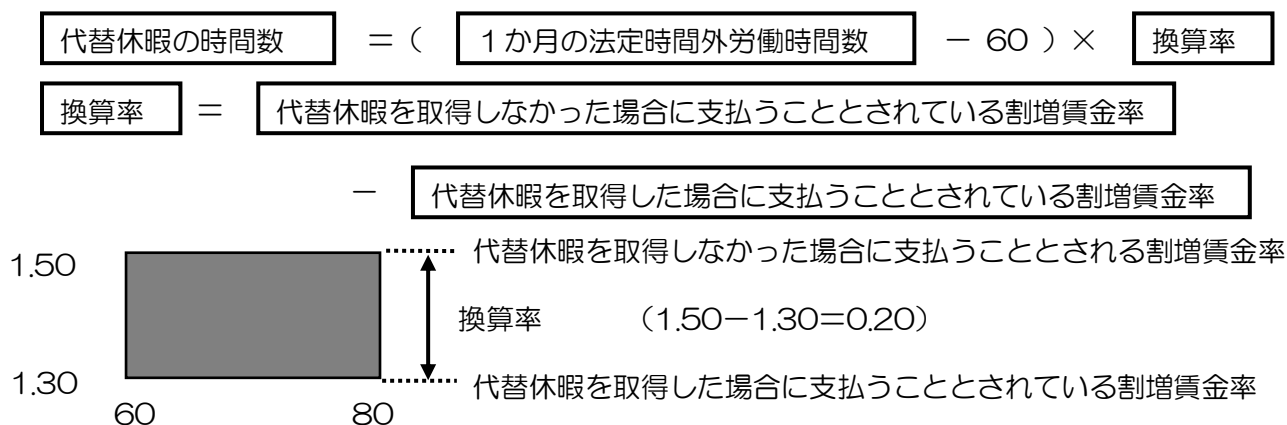 代替休暇の時間数 ＝（ １か月の法定時間外労働時間数 － 60 ）× 換算率
換算率 ＝ 代替休暇を取得しなかった場合に支払うこととされている割増賃金率
－ 代替休暇を取得した場合に支払うこととされている割増賃金率
1.50 代替休暇を取得しなかった場合に支払うこととされる割増賃金率
換算率 （1.50－1.30＝0.20）
1.30 代替休暇を取得した場合に支払うこととされている割増賃金率
60 80